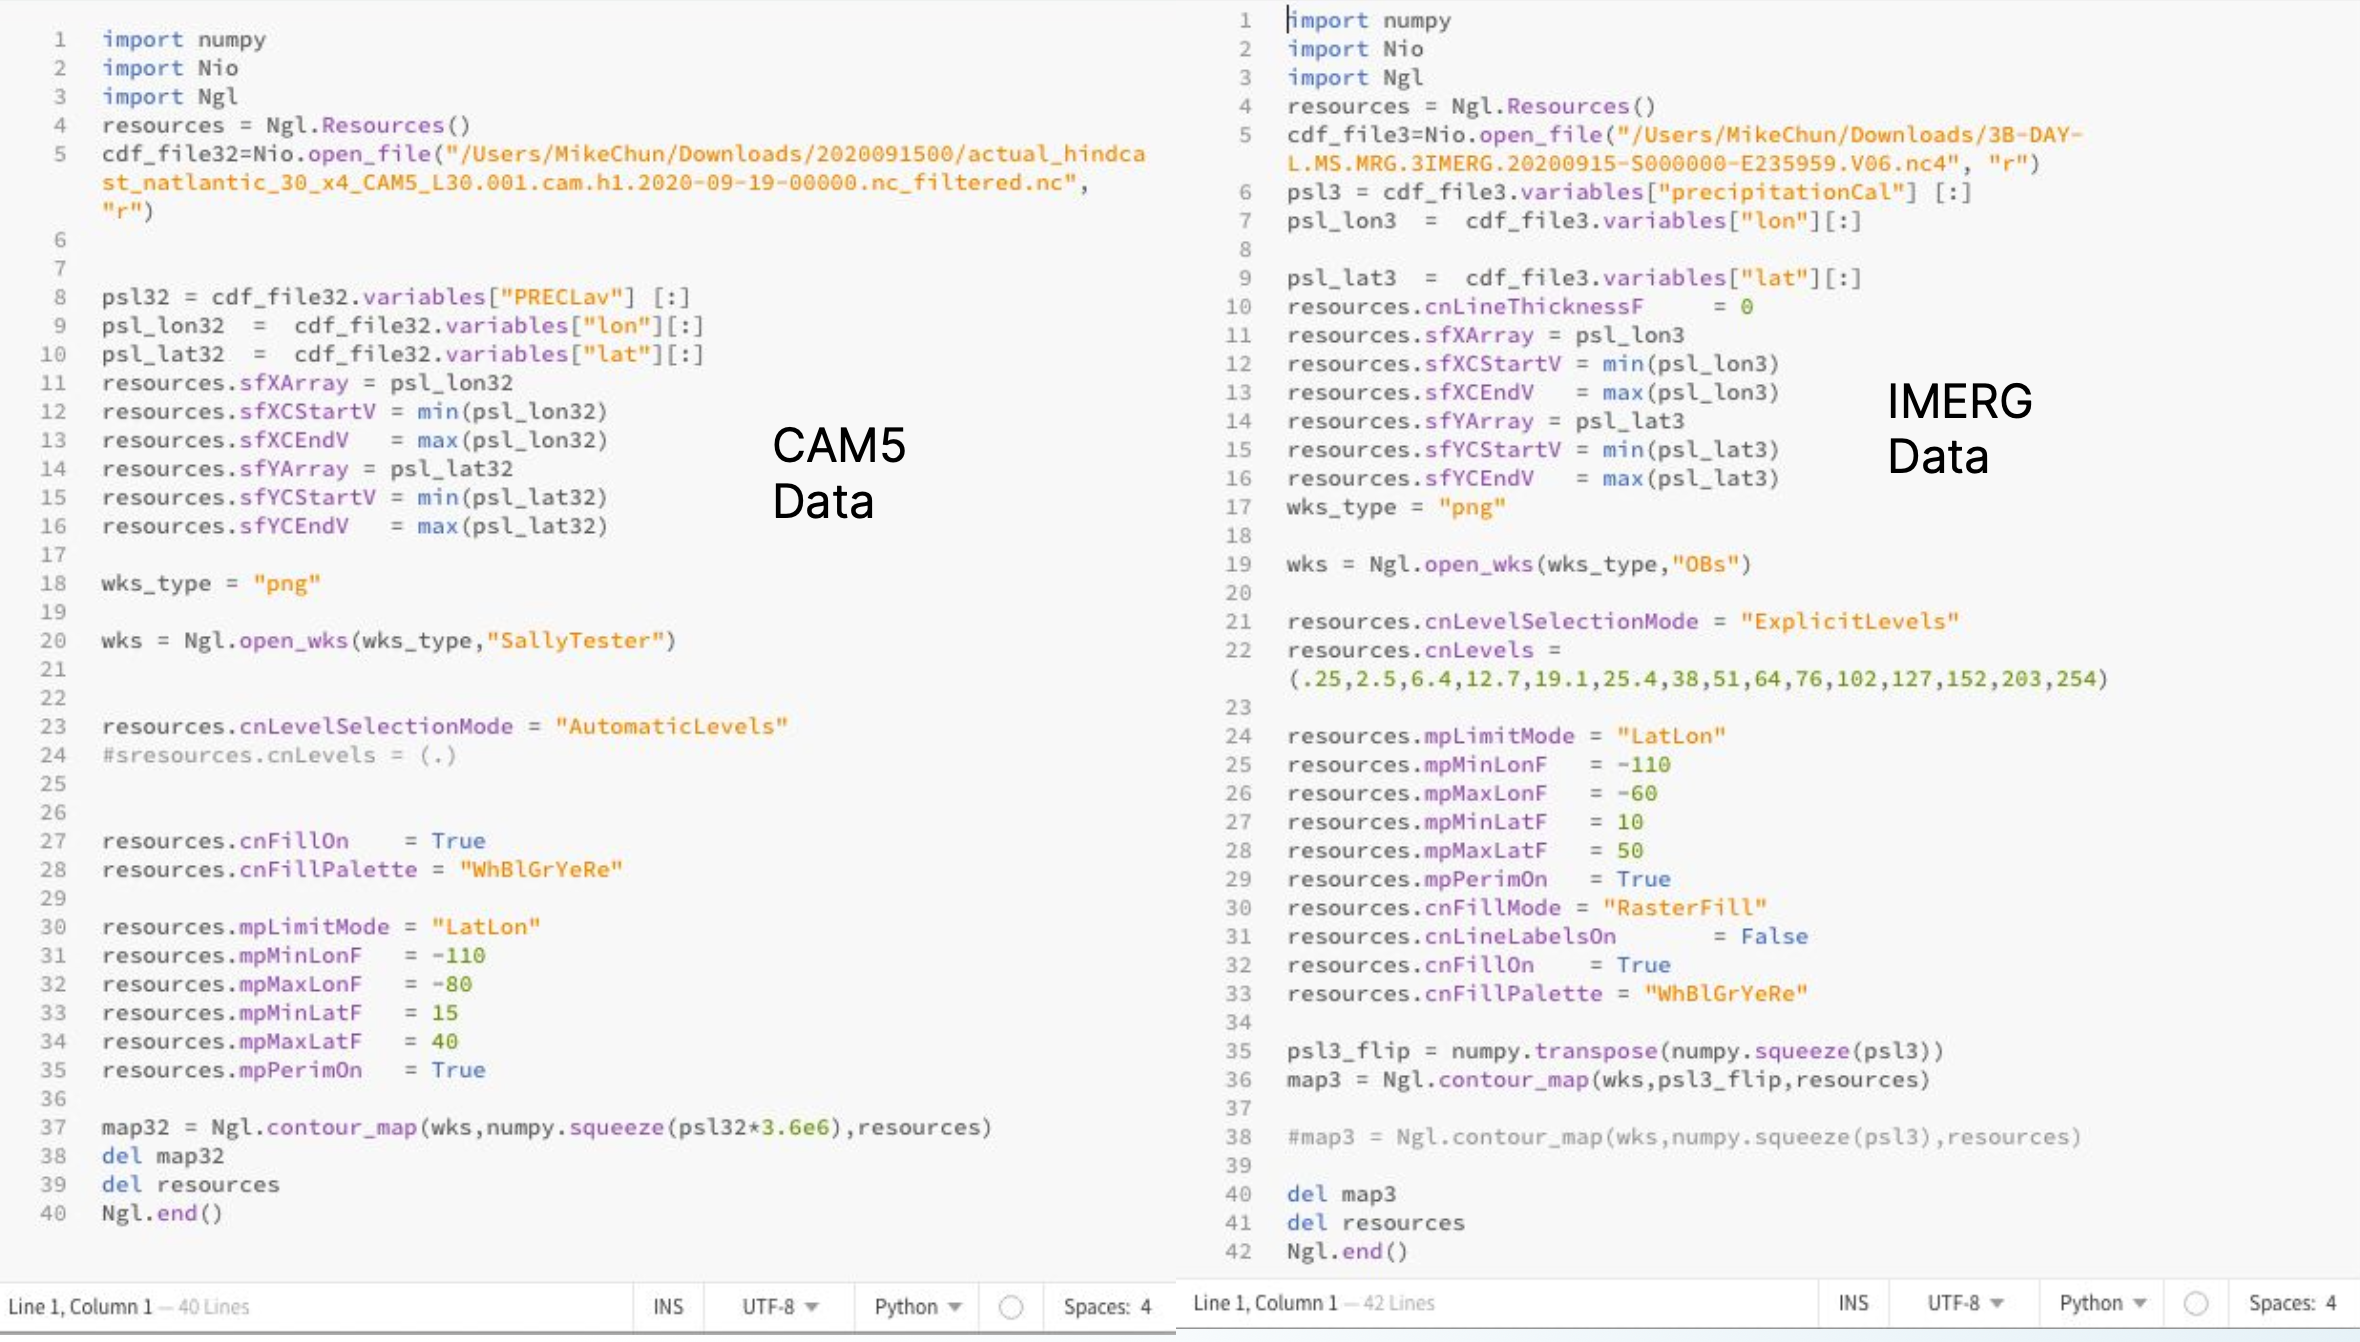 1 import numpy
2 import Nio
3 import Ngl
4 resources = Ngl.Resources()
5 cdf_file32=Nio.open_file("/Users/MikeChun/Downloads/2020091500/actual_hindca
st_natlantic_30_x4_CAM5_L30.001.cam.h1.2020-09-19-00000.nc_filtered.nc",
"r")
6
7
8 psl32 = cdf_file32.variables["PRECLav"] [:]
9 psl_lon32  =  cdf_file32.variables["lon"][:]
10 psl_lat32  =  cdf_file32.variables["lat"][:]
11 resources.sfXArray = psl_lon32
12 resources.sfXCStartV = min(psl_lon32)
13 resources.sfXCEndV   = max(psl_lon32)
14 resources.sfYArray = psl_lat32
15 resources.sfYCStartV = min(psl_lat32)
16 resources.sfYCEndV   = max(psl_lat32)
17
18 wks_type = "png"
19
20 wks = Ngl.open_wks(wks_type,"SallyTester")
21
22
23 resources.cnLevelSelectionMode = "AutomaticLevels"
24 #sresources.cnLevels = (.)
25
26
27 resources.cnFillOn    = True
28 resources.cnFillPalette = "WhBlGrYeRe"
29
30 resources.mpLimitMode = "LatLon"
31 resources.mpMinLonF   = -110
32 resources.mpMaxLonF   = -80
33 resources.mpMinLatF   = 15
34 resources.mpMaxLatF   = 40
35 resources.mpPerimOn   = True
36
37 map32 = Ngl.contour_map(wks,numpy.squeeze(psl32*3.6e6),resources)
38 del map32
39 del resources
40 Ngl.end()
CAM5
Data
Line 1, Column 1 — 40 Lines
INS
UTF-8
Python
Spaces: 4
1 import numpy
2 import Nio
3 import Ngl
4 resources = Ngl.Resources()
5 cdf_file3=Nio.open_file("/Users/MikeChun/Downloads/3B-DAY-
L.MS.MRG.3IMERG.20200915-S000000-E235959.V06.nc4", "r")
6 psl3 = cdf_file3.variables["precipitationCal"] [:]
7 psl_lon3  =  cdf_file3.variables["lon"][:]
8
9 psl_lat3  =  cdf_file3.variables["lat"][:]
10 resources.cnLineThicknessF     = 0
11 resources.sfXArray = psl_lon3
12 resources.sfXCStartV = min(psl_lon3)
13 resources.sfXCEndV   = max(psl_lon3)
14 resources.sfYArray = psl_lat3
15 resources.sfYCStartV = min(psl_lat3)
16 resources.sfYCEndV   = max(psl_lat3)
17 wks_type = "png"
18
19 wks = Ngl.open_wks(wks_type,"OBs")
20
21 resources.cnLevelSelectionMode = "ExplicitLevels"
22 resources.cnLevels =
(.25,2.5,6.4,12.7,19.1,25.4,38,51,64,76,102,127,152,203,254)
23
24 resources.mpLimitMode = "LatLon"
25 resources.mpMinLonF   = -110
26 resources.mpMaxLonF   = -60
27 resources.mpMinLatF   = 10
28 resources.mpMaxLatF   = 50
29 resources.mpPerimOn   = True
30 resources.cnFillMode = "RasterFill"
31 resources.cnLineLabelsOn       = False
32 resources.cnFillOn    = True
33 resources.cnFillPalette = "WhBlGrYeRe"
34
35 psl3_flip = numpy.transpose(numpy.squeeze(psl3))
36 map3 = Ngl.contour_map(wks,psl3_flip,resources)
37
38 #map3 = Ngl.contour_map(wks,numpy.squeeze(psl3),resources)
39
40 del map3
41 del resources
42 Ngl.end()
IMERG
Data
Line 1, Column 1 — 42 Lines
INS
UTF-8
Python
Spaces: 4